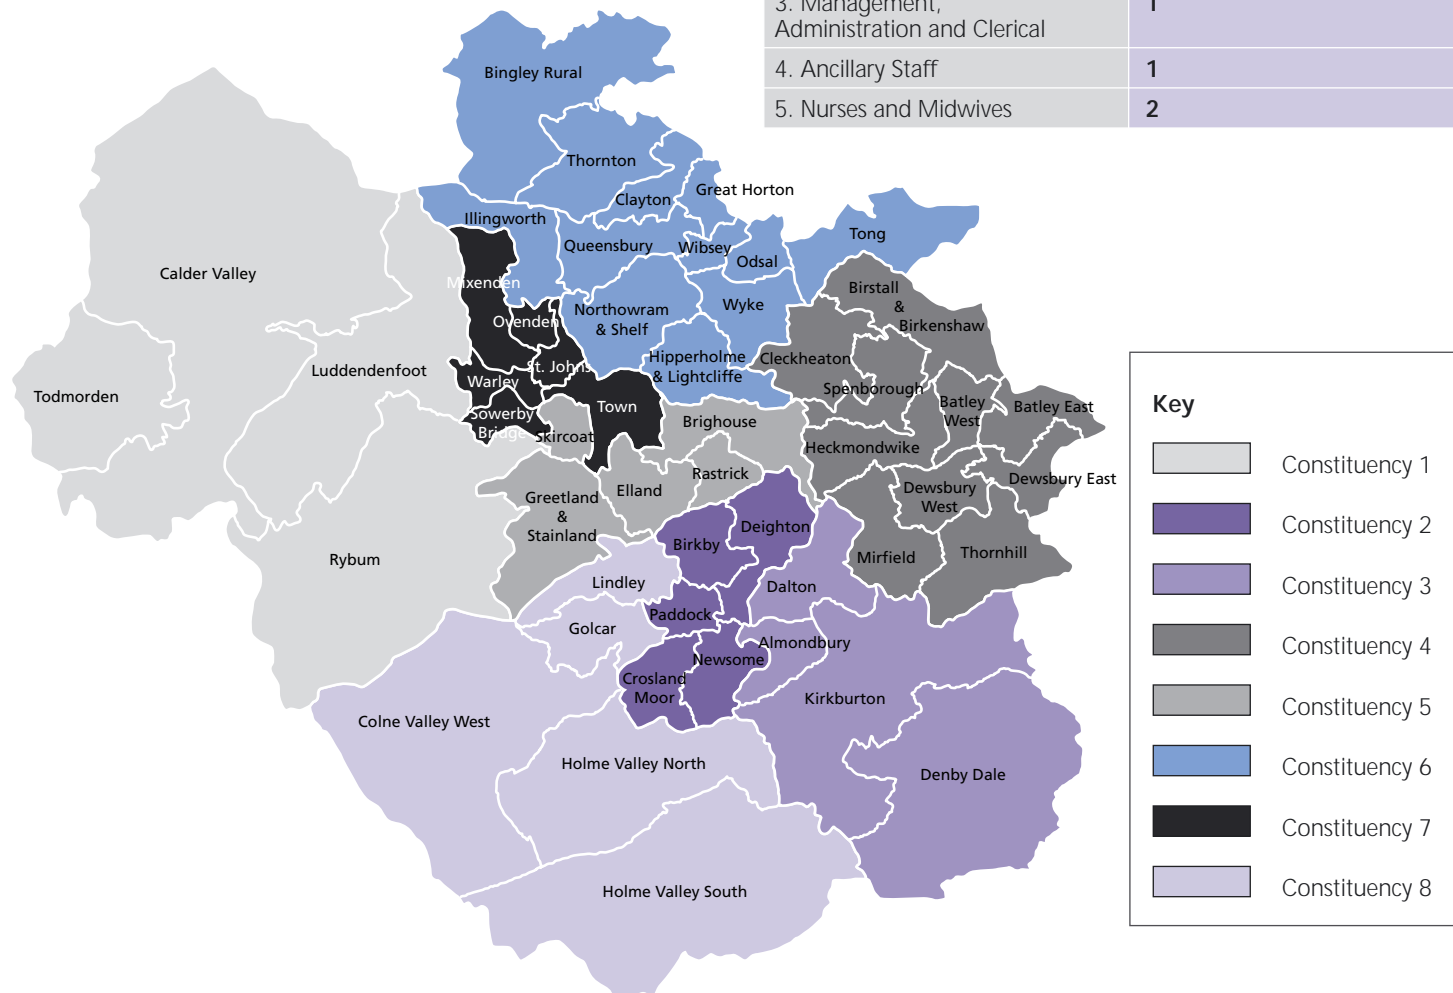 3. Management,
Administration and Clerical
1
4. Ancillary Staff
1
5. Nurses and Midwives
2
Bingley Rural
Thornton
Great Horton
Clayton
Illingworth
Queensbury
Wibsey
Tong
Odsal
Calder Valley
Mixenden
Birstall
&
Birkenshaw
Northowram
& Shelf
Wyke
Ovenden
Hipperholme
& Lightcliffe
Cleckheaton
Luddendenfoot
St. Johns
Warley
Spenborough
Todmorden
Batley
West
Batley East
Town
Sowerby
Bridge
Skircoat
Brighouse
Heckmondwike
Rastrick
Dewsbury East
Elland
Greetland
&
Stainland
Dewsbury
West
Deighton
Birkby
Rybum
Mirfield
Thornhill
Lindley
Dalton
Paddock
Golcar
Almondbury
Newsome
Crosland
Moor
Kirkburton
Colne Valley West
Holme Valley North
Denby Dale
Holme Valley South
Key
Constituency 1
Constituency 2
Constituency 3
Constituency 4
Constituency 5
Constituency 6
Constituency 7
Constituency 8